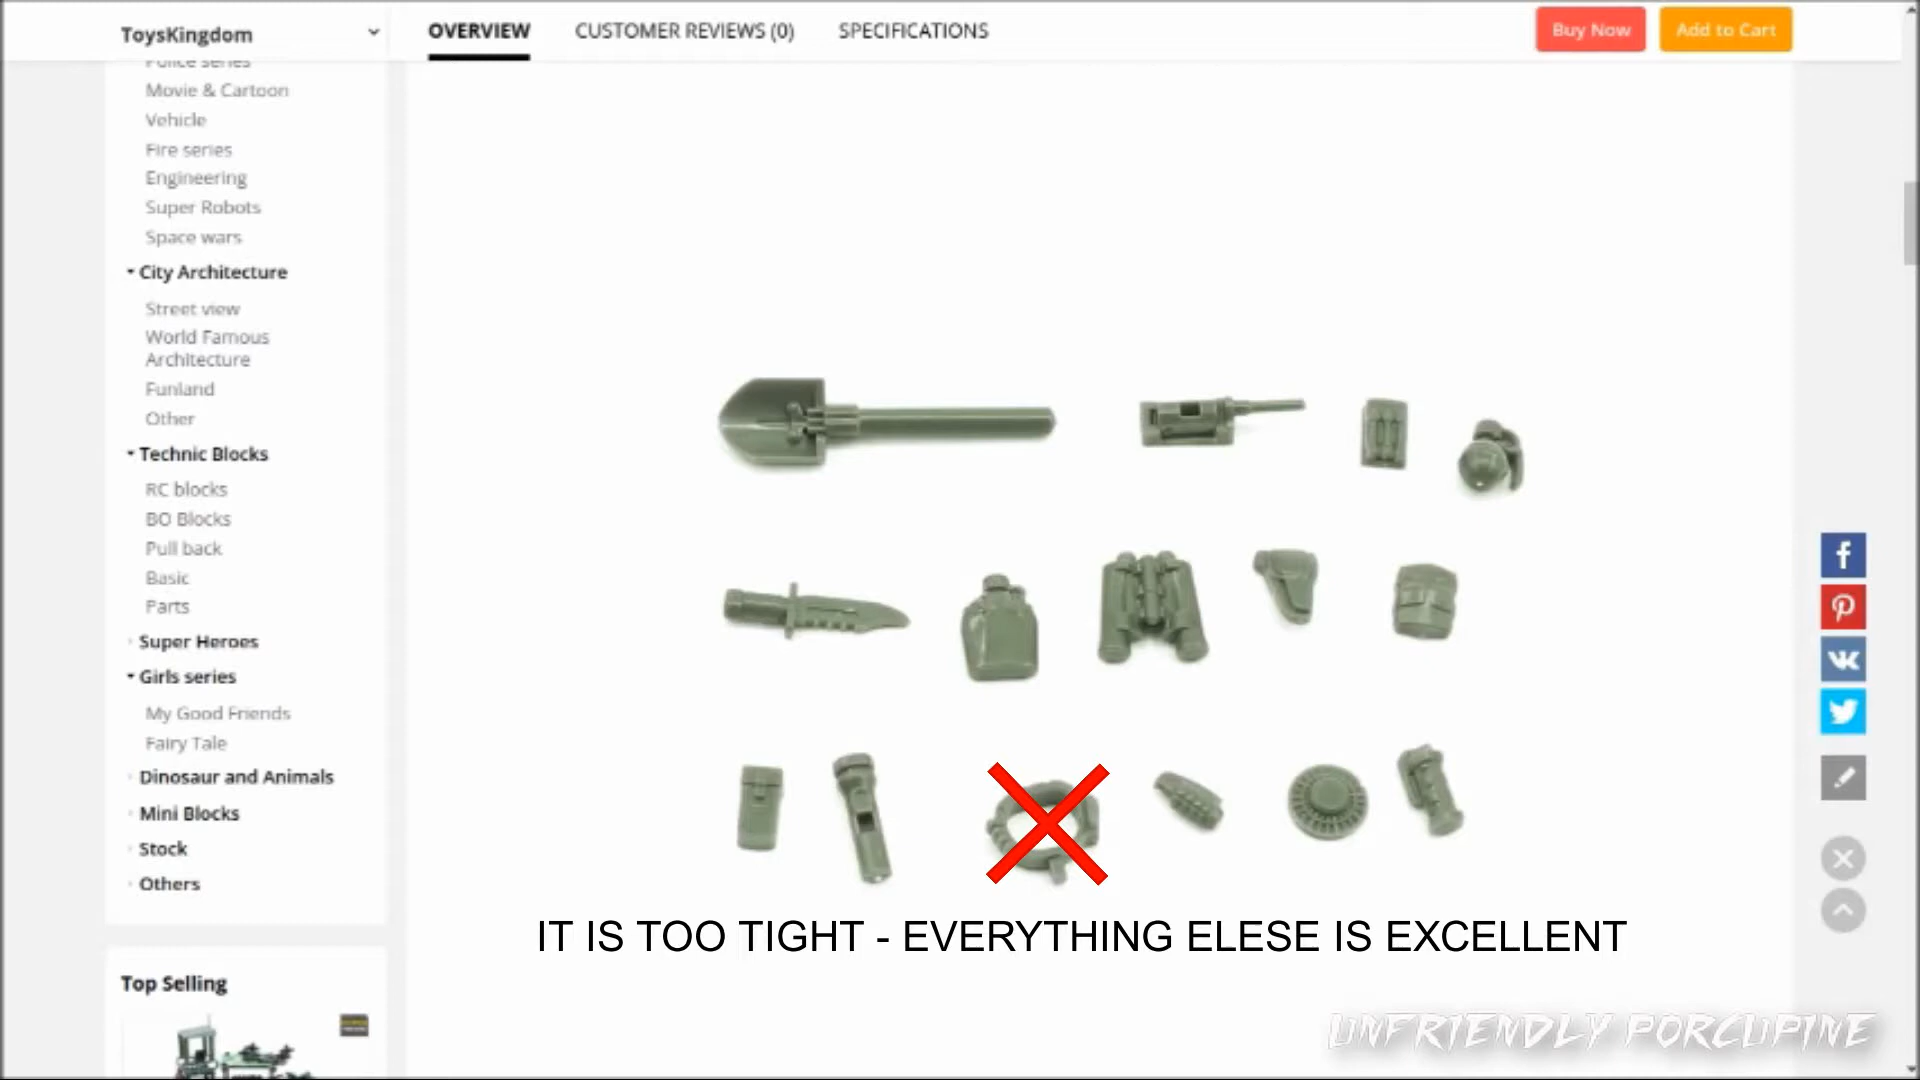 ToysKingdom
OVERVIEW
CUSTOMER REVIEWS (0)
SPECIFICATIONS
Buy Now
Add to Cart
Police series
Movie & Cartoon
Vehicle
Fire series
Engineering
Super Robots
Space wars
City Architecture
Street view
World Famous
Architecture
Funland
Other
Technic Blocks
RC blocks
BO Blocks
Pull back
Basic
Parts
Super Heroes
Girls series
My Good Friends
Fairy Tale
Dinosaur and Animals
Mini Blocks
Stock
Others
Top Selling
IT IS TOO TIGHT - EVERYTHING ELESE IS EXCELLENT
UNFRIENDLY PORCUPINE